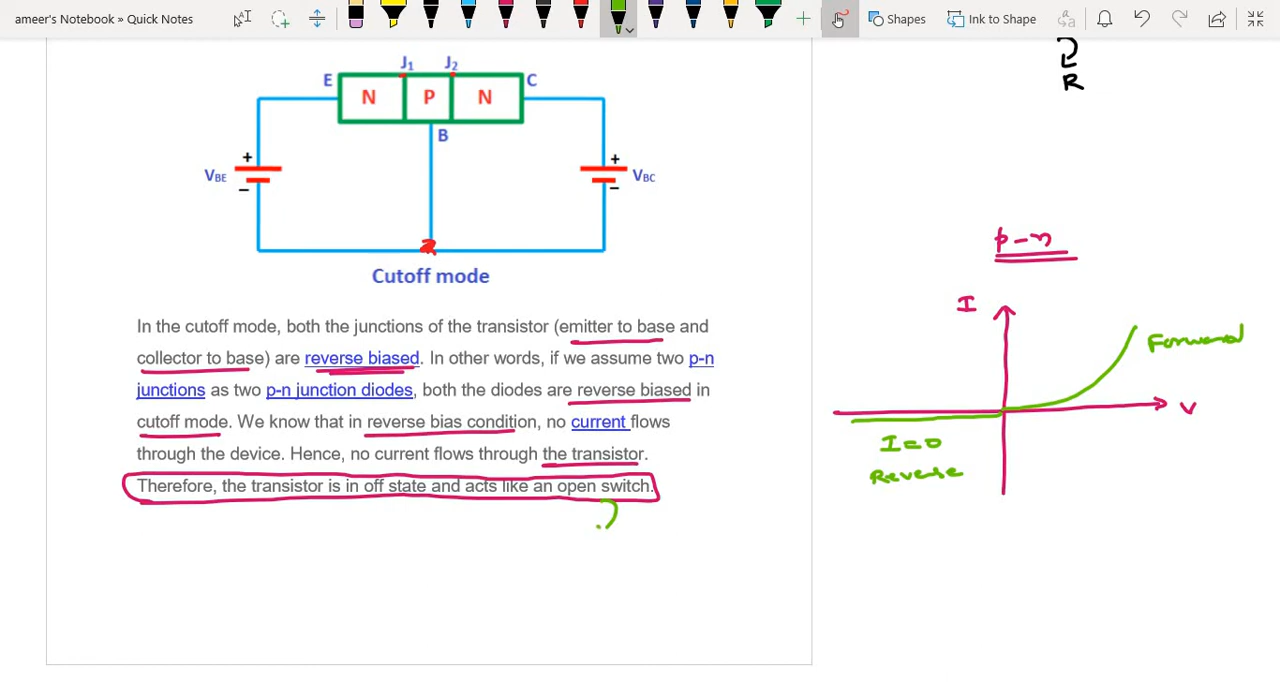 ameer's Notebook » Quick Notes
Shapes
Ink to Shape
R
J1 J2
E N P N C
B
+ +
VBE VBC
– –
Cutoff mode
In the cutoff mode, both the junctions of the transistor (emitter to base and
collector to base) are reverse biased. In other words, if we assume two p-n
junctions as two p-n junction diodes, both the diodes are reverse biased in
cutoff mode. We know that in reverse bias condition, no current flows
through the device. Hence, no current flows through the transistor.
Therefore, the transistor is in off state and acts like an open switch.
p-n
I
Forward
V
I=0
Reverse